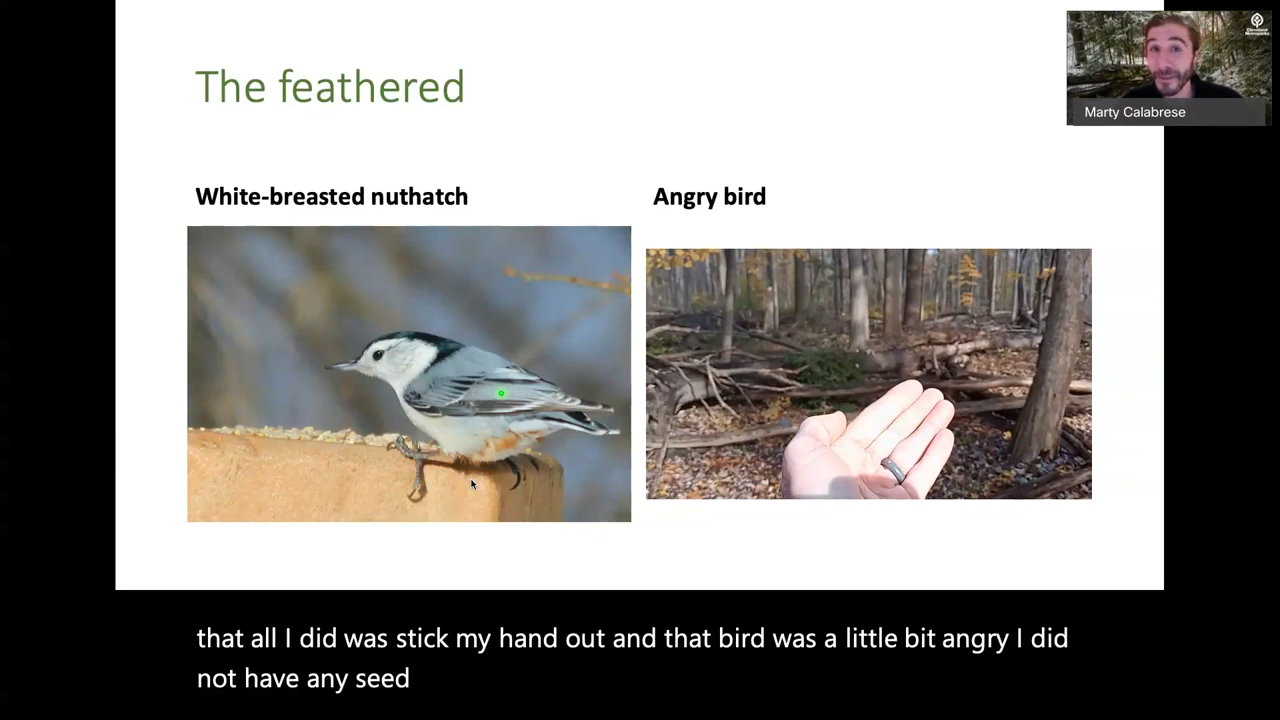 The feathered
Marty Calabrese
White-breasted nuthatch
Angry bird
that all I did was stick my hand out and that bird was a little bit angry I did
not have any seed